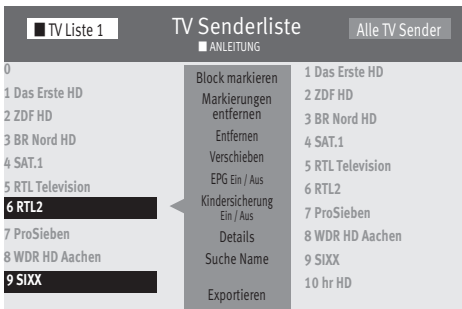 TV Liste 1
TV Senderliste
ANLEITUNG
Alle TV Sender
0
1 Das Erste HD
2 ZDF HD
3 BR Nord HD
4 SAT.1
5 RTL Television
6 RTL2
7 ProSieben
8 WDR HD Aachen
9 SIXX
Block markieren
Markierungen
entfernen
Entfernen
Verschieben
EPG Ein / Aus
Kindersicherung
Ein / Aus
Details
Suche Name
Exportieren
1 Das Erste HD
2 ZDF HD
3 BR Nord HD
4 SAT.1
5 RTL Television
6 RTL2
7 ProSieben
8 WDR HD Aachen
9 SIXX
10 hr HD